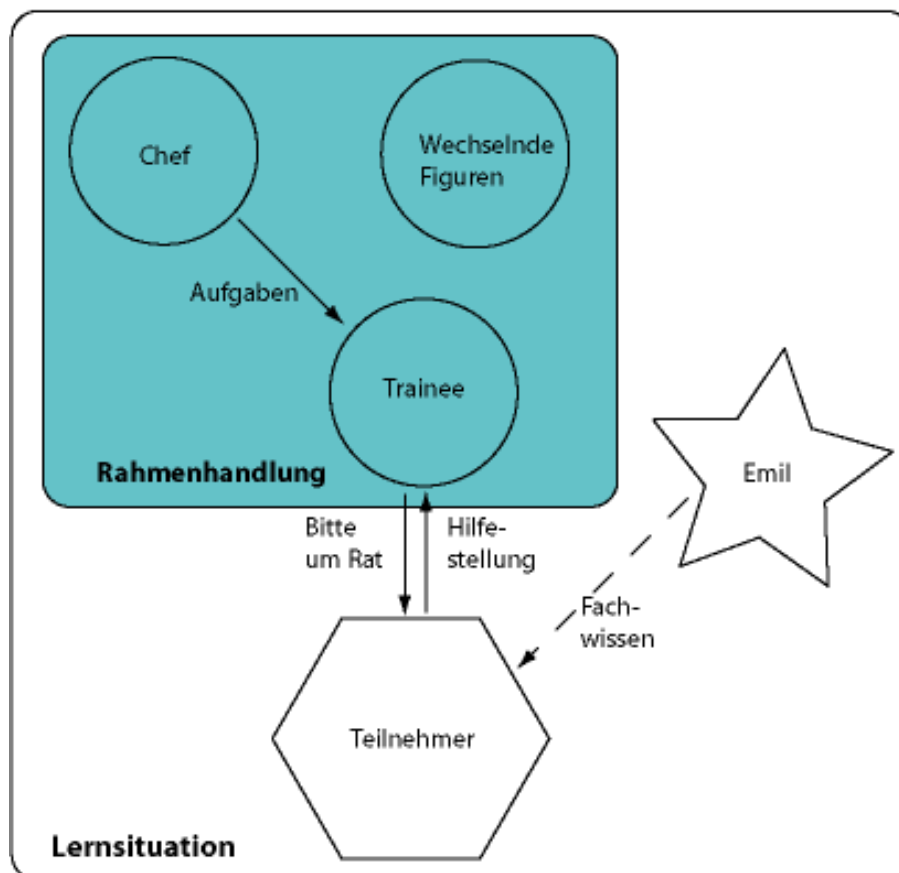 Chef
Wechselnde
Figuren
Aufgaben
Trainee
Rahmenhandlung
Emil
Bitte
um Rat
Hilfe-
stellung
Fach-
wissen
Teilnehmer
Lernsituation